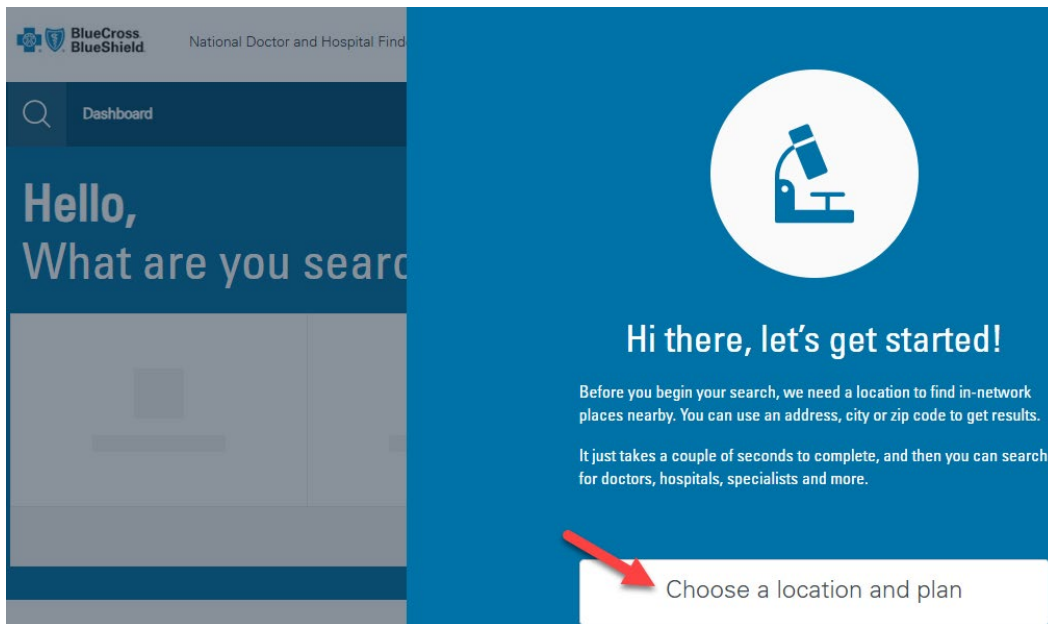 BlueCross
BlueShield
National Doctor and Hospital Find
Dashboard
Hello,
What are you searc
Hi there, let's get started!
Before you begin your search, we need a location to find in-network
places nearby. You can use an address, city or zip code to get results.
It just takes a couple of seconds to complete, and then you can search
for doctors, hospitals, specialists and more.
Choose a location and plan